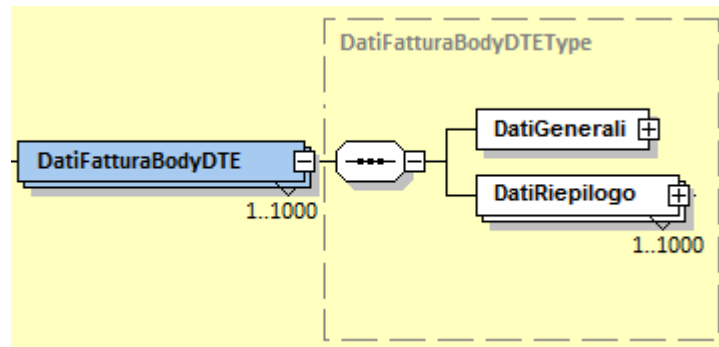 DatiFatturaBodyDTEType
DatiGenerali
DatiFatturaBodyDTE
1..1000
DatiRiepilogo
1..1000